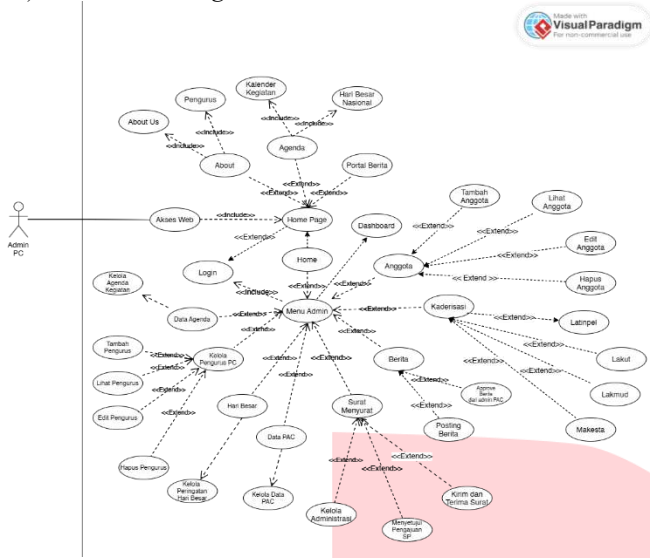 Made with
Visual Paradigm
For non-commercial use
Kalender
Kegiatan
Hari Besar
Nasional
Pengurus
<<Include>>
<<Include>>
About Us
<<Include>>
<<Include>>
Agenda
About
Portal Berita
<<Extend>>
<<Extend>>
<<Extend>>
Tambah
Anggota
Lihat
Anggota
Akses Web
<<Include>>
Home Page
Dashboard
<<Extend>>
<<Extend>>
Admin
PC
<<Extend>>
Home
Edit
Anggota
<< Extend >>
Login
Anggota
Kelola
Agenda
Kegiatan
<<Extend>>
<<Extend>>
<< Extend >>
Hapus
Anggota
<<Include>>
Menu Admin
Kaderisasi
Data Agenda
<<Extend>>
<<Extend>>
Latinpel
<<Extend>>
<<Extend>>
Tambah
Pengurus
<<Extend>>
Kelola
Pengurus PC
Berita
<<Extend>>
Lakut
Lihat Pengurus
<<Extend>>
<<Extend>>
<<Extend>>
<<Extend>>
<<Extend>>
<<Extend>>
Approve
Berita
dari admin PAC
Lakmud
Edit Pengurus
<<Extend>>
Hari Besar
Surat
Menyurat
<<Extend>>
Posting
Berita
<<Extend>>
Makesta
Data PAC
Hapus Pengurus
<<Extend>>
<<Extend>>
<<Extend>>
<<Extend>>
<<Extend>>
Kelola
Peringatan
Hari Besar
Kelola Data
PAC
Kirim dan
Terima Surat
Kelola
Administrasi
Menyetujui
Pengajuan
SP